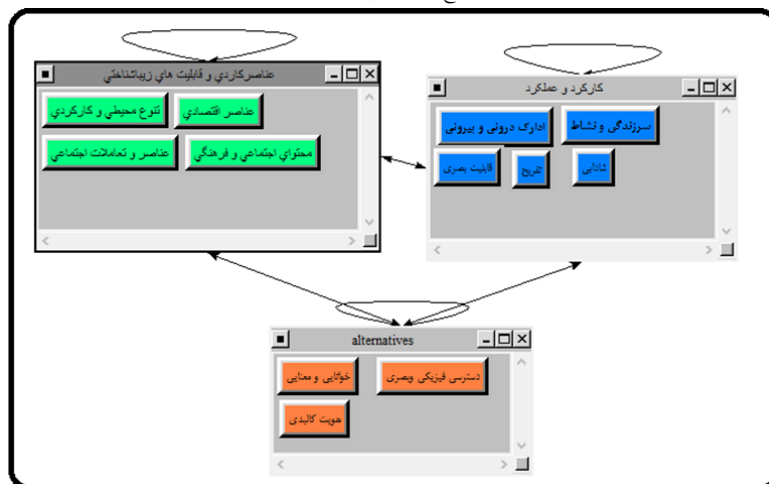 عناصرکاردي و قابليت هاي زيباشناختي
تنوع محيطي و کارکردي
عناصر اقتصادي
عناصر و تعاملات اجتماعي
محتواي اجتماعي و فرهنگي
کارکرد و عملکرد
ادارک درونی و بیرونی
سرزندگی و نشاط
قابلیت بصری
تفریح
شادابی
alternatives
خوانایی و معنایی
دسترسی فیزیکی وبصری
هویت کالبدی